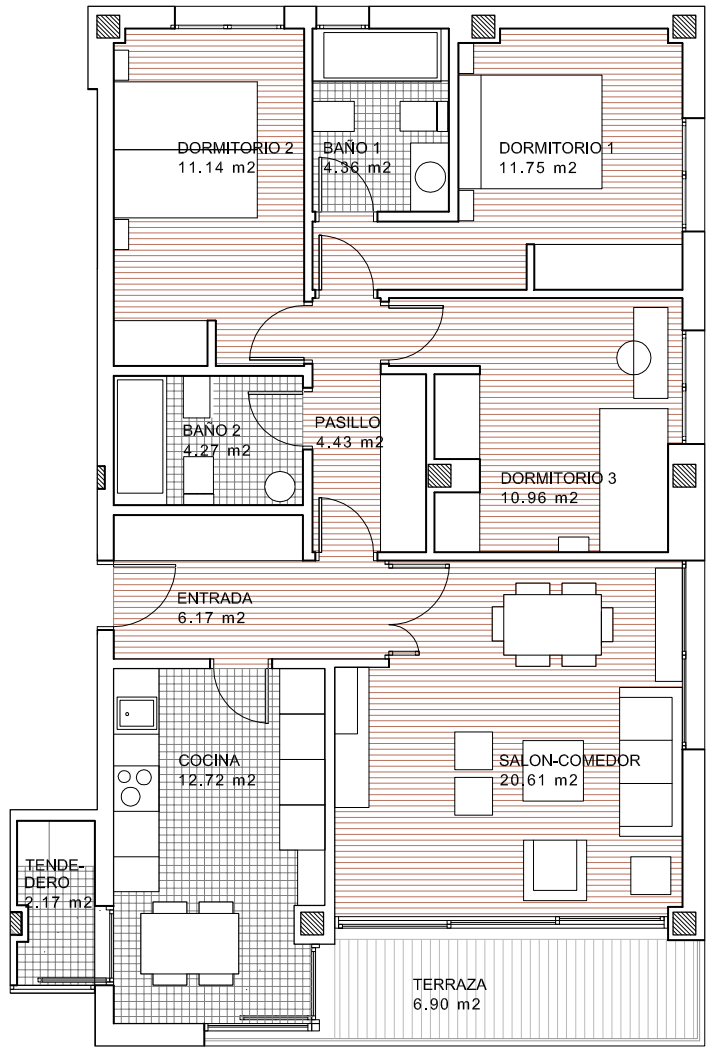 DORMITORIO 2
11.14 m2
BAÑO 1
4.36 m2
DORMITORIO 1
11.75 m2
BAÑO 2
4.27 m2
PASILLO
4.43 m2
DORMITORIO 3
10.96 m2
ENTRADA
6.17 m2
COCINA
12.72 m2
SALON-COMEDOR
20.61 m2
TENDE-
DERO
2.17 m2
TERRAZA
6.90 m2